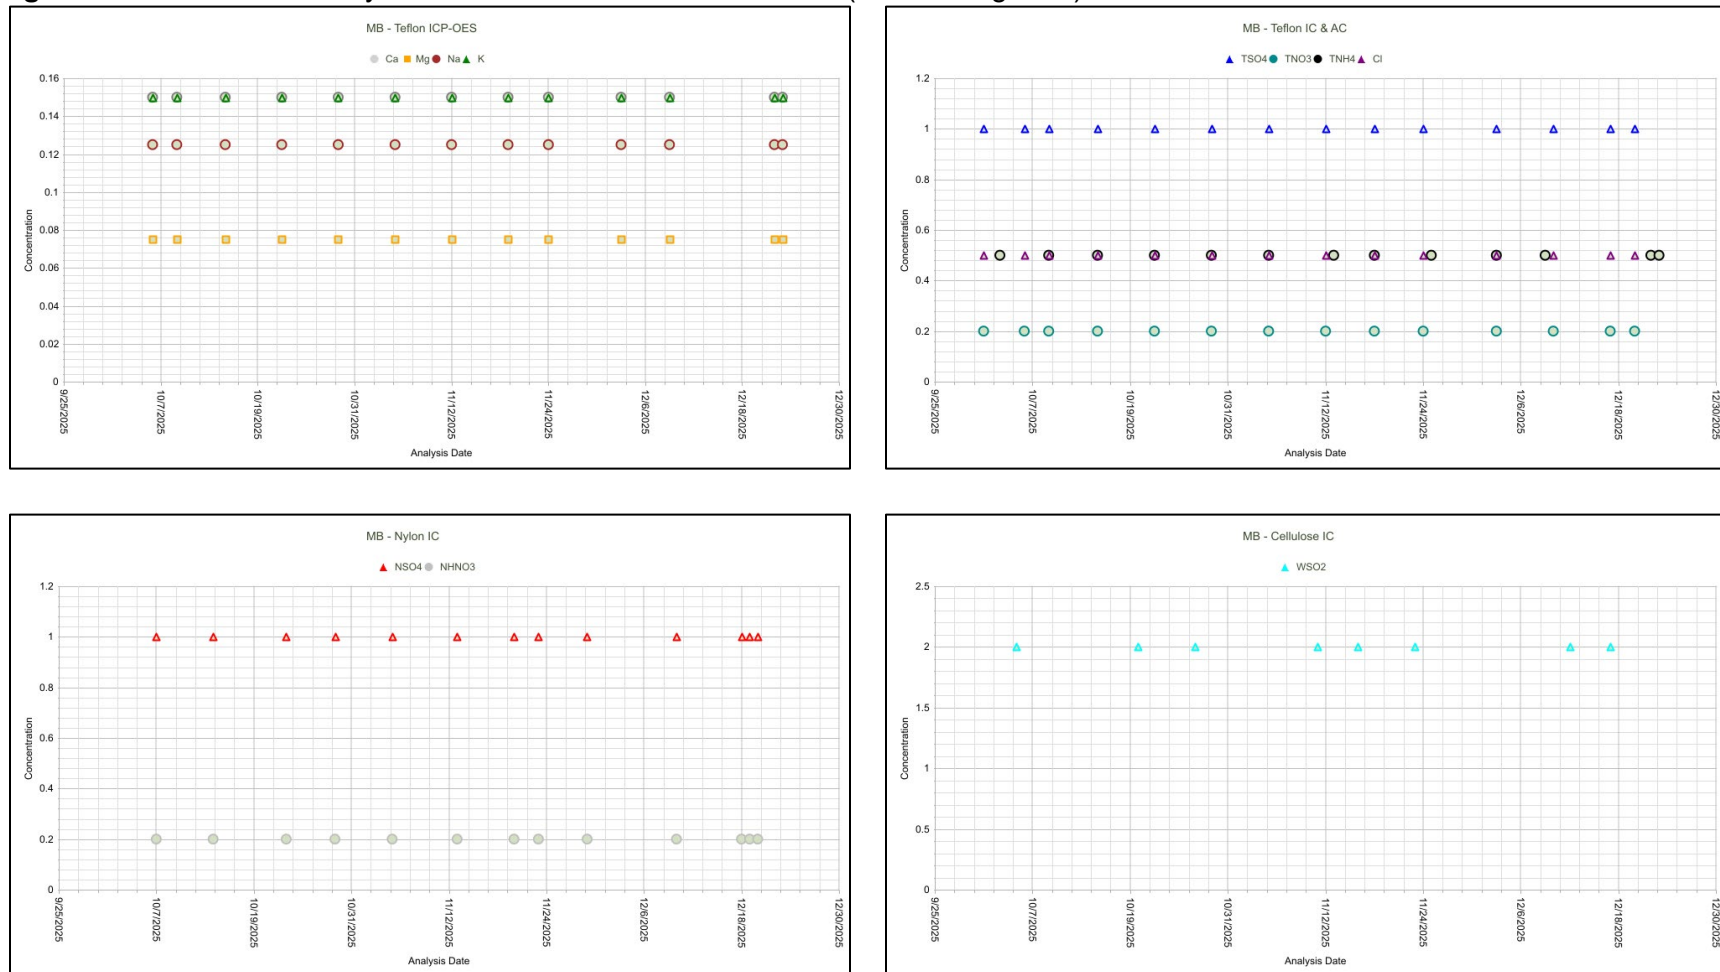 MB - Teflon ICP-OES
Ca Mg Na K
0.16
0.14
0.12
0.1
0.08
0.06
0.04
0.02
0
Concentration
9/25/2025 10/7/2025 10/19/2025 10/31/2025 11/12/2025 11/24/2025 12/6/2025 12/18/2025 12/30/2025
Analysis Date
MB - Teflon IC & AC
TSO4 TNO3 TNH4 Cl
1.2
1
0.8
0.6
0.4
0.2
0
Concentration
9/25/2025 10/7/2025 10/19/2025 10/31/2025 11/12/2025 11/24/2025 12/6/2025 12/18/2025 12/30/2025
Analysis Date
MB - Nylon IC
NSO4 NHNO3
1.2
1
0.8
0.6
0.4
0.2
0
Concentration
9/25/2025 10/7/2025 10/19/2025 10/31/2025 11/12/2025 11/24/2025 12/6/2025 12/18/2025 12/30/2025
Analysis Date
MB - Cellulose IC
WSO2
2.5
2
1.5
1
0.5
0
Concentration
9/25/2025 10/7/2025 10/19/2025 10/31/2025 11/12/2025 11/24/2025 12/6/2025 12/18/2025 12/30/2025
Analysis Date